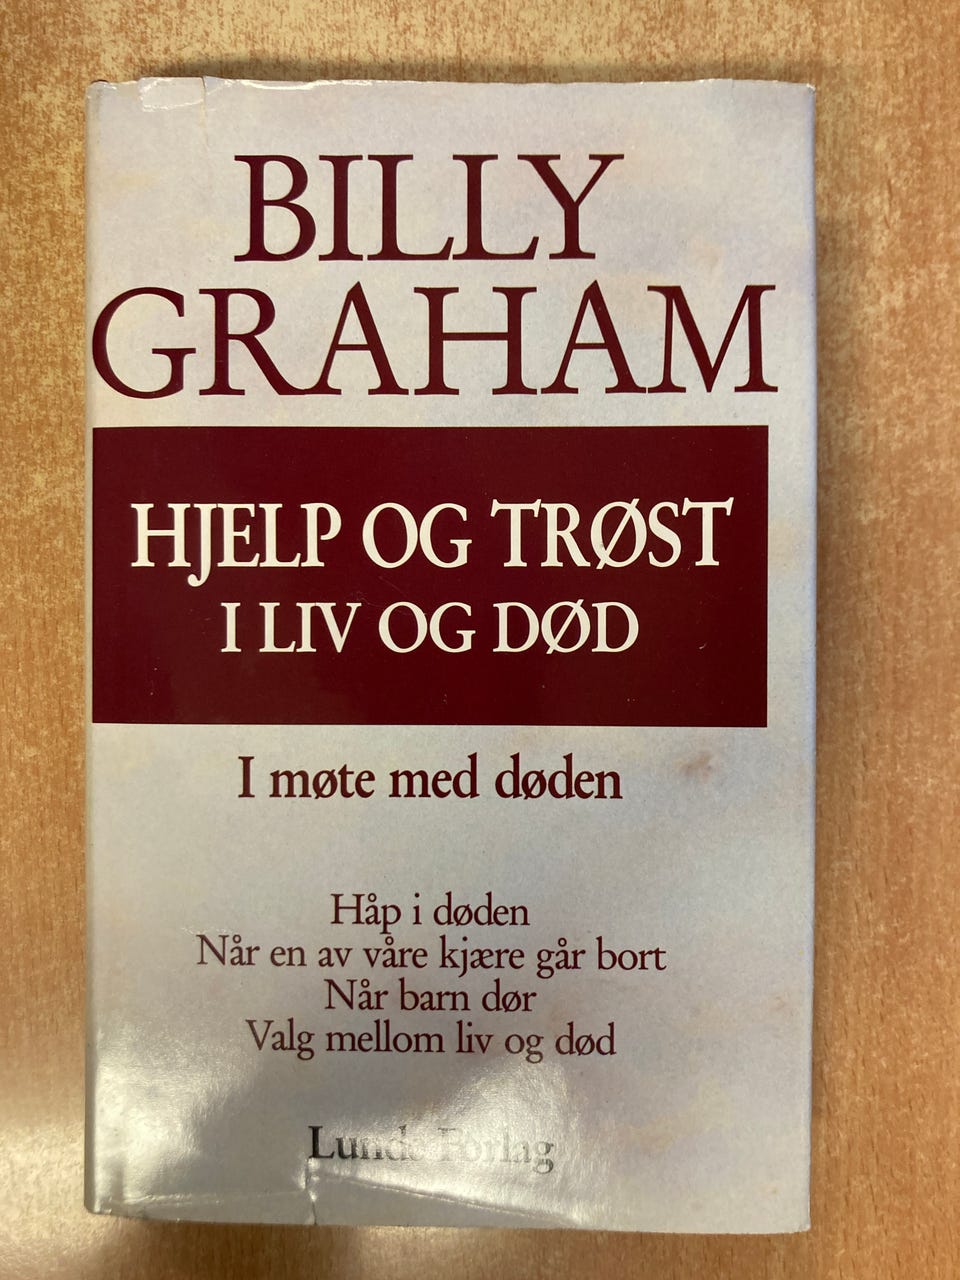 BILLY
GRAHAM
HJELP OG TRØST
I LIV OG DØD
I møte med døden
Håp i døden
Når en av våre kjære går bort
Når barn dør
Valg mellom liv og død
Lunde Forlag